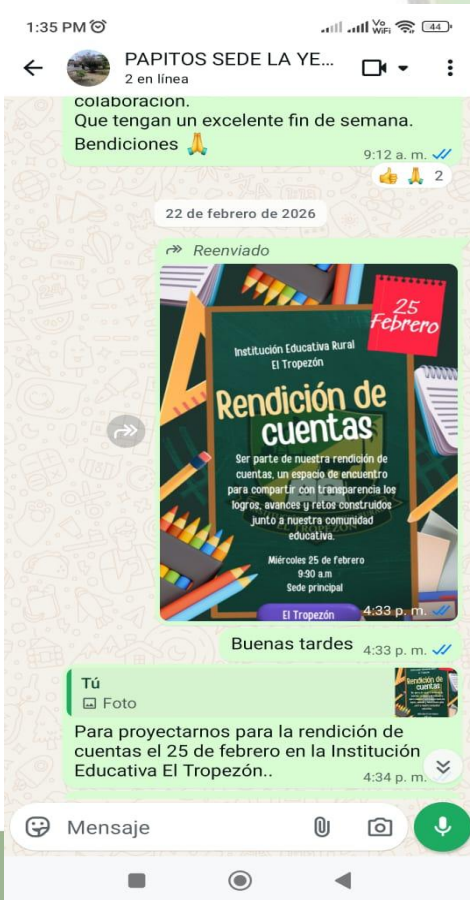 1:35 PM
Vo
WiFi
44
PAPITOS SEDE LA YE...
2 en línea
colaboración.
Que tengan un excelente fin de semana.
Bendiciones 🙏
9:12 a. m.
👍 🙏 2
22 de febrero de 2026
Reenviado
25
Febrero
Institución Educativa Rural
El Tropezón
Rendición de
cuentas
Ser parte de nuestra rendición de
cuentas, un espacio de encuentro
para compartir con transparencia los
logros, avances y retos construidos
junto a nuestra comunidad
educativa.
Miércoles 25 de febrero
9:30 a.m
Sede principal
El Tropezón
4:33 p. m.
Buenas tardes 4:33 p. m.
Tú
Foto
Rendición de
cuentas
Para proyectarnos para la rendición de
cuentas el 25 de febrero en la Institución
Educativa El Tropezón..
4:34 p. m.
Mensaje